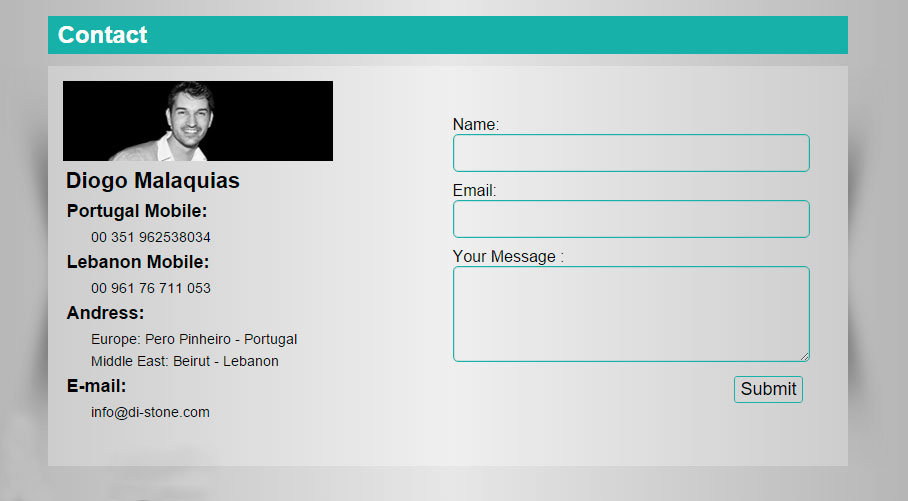 Contact
Diogo Malaquias
Portugal Mobile:
00 351 962538034
Lebanon Mobile:
00 961 76 711 053
Andress:
Europe: Pero Pinheiro - Portugal
Middle East: Beirut - Lebanon
E-mail:
info@di-stone.com
Name:
Email:
Your Message :
Submit